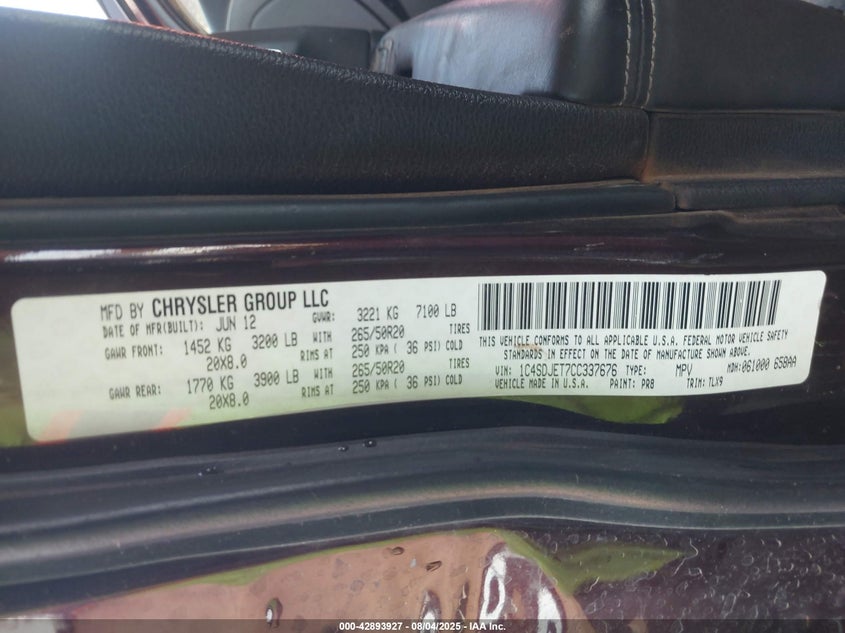 MFD BY CHRYSLER GROUP LLC
DATE OF MFR(BUILT): JUN 12 GVWR: 3221 KG 7100 LB
GAWR FRONT: 1452 KG 3200 LB WITH 265/50R20 TIRES
20X8.0 RIMS AT 250 KPA ( 36 PSI) COLD
GAWR REAR: 1770 KG 3900 LB WITH 265/50R20 TIRES
20X8.0 RIMS AT 250 KPA ( 36 PSI) COLD
THIS VEHICLE CONFORMS TO ALL APPLICABLE U.S.A. FEDERAL MOTOR VEHICLE SAFETY
STANDARDS IN EFFECT ON THE DATE OF MANUFACTURE SHOWN ABOVE.
VIN: 1C4SDJET7CC337676 TYPE: MPV MDH: 061000 658AA
VEHICLE MADE IN U.S.A. PAINT: PR8 TRIM: TLX9
000-42893927 - 08/04/2025 - IAA Inc.